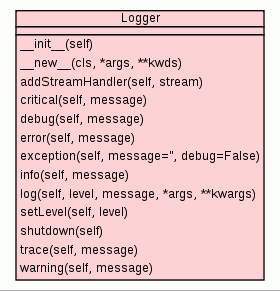 Logger
__init__(self)
__new__(cls, *args, **kwds)
addStreamHandler(self, stream)
critical(self, message)
debug(self, message)
error(self, message)
exception(self, message='', debug=False)
info(self, message)
log(self, level, message, *args, **kwargs)
setLevel(self, level)
shutdown(self)
trace(self, message)
warning(self, message)